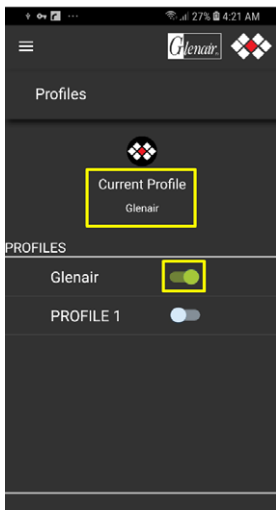 27% 4:21 AM
Glenair.
Profiles
Current Profile
Glenair
PROFILES
Glenair
PROFILE 1